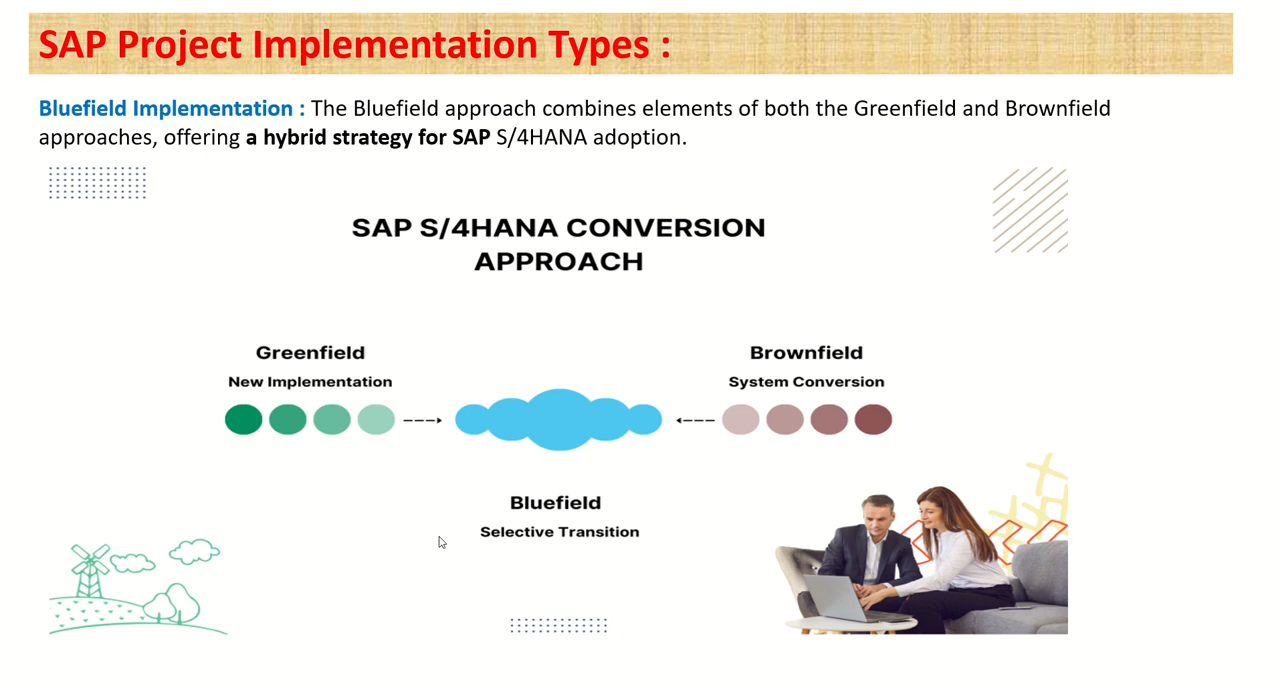 SAP Project Implementation Types :
Bluefield Implementation : The Bluefield approach combines elements of both the Greenfield and Brownfield
approaches, offering a hybrid strategy for SAP S/4HANA adoption.
SAP S/4HANA CONVERSION
APPROACH
Greenfield
New Implementation
Brownfield
System Conversion
Bluefield
Selective Transition